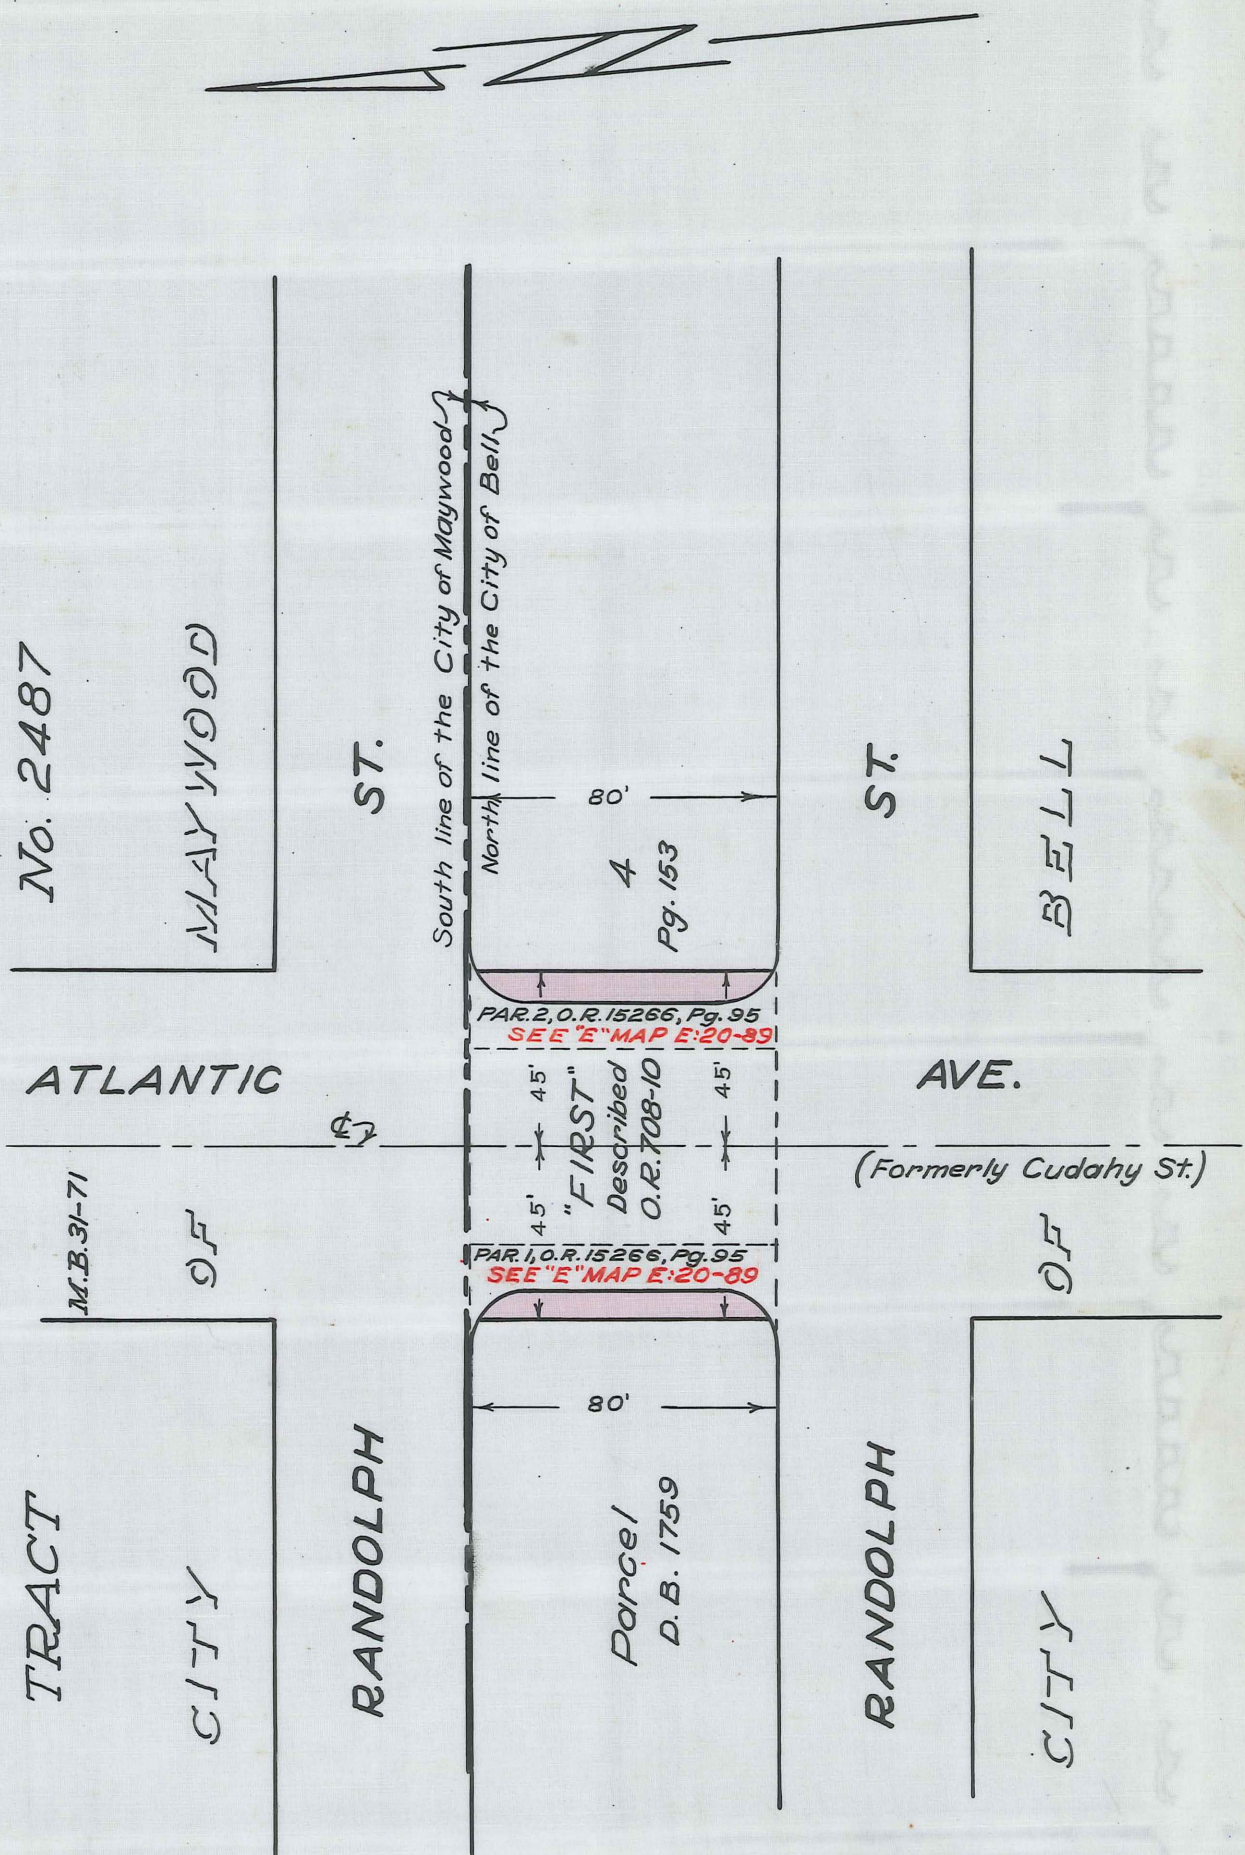 TRACT No. 2487
M.B.31-71
CITY OF MAYWOOD
RANDOLPH ST.
South line of the City of Maywood
North line of the City of Bell
80'
4
Pg. 153
PAR.2, O.R.15266, Pg.95
SEE "E" MAP E:20-89
ATLANTIC AVE.
℄
(Formerly Cudahy St.)
45' 45'
"FIRST"
Described
O.R.708-10
45' 45'
PAR.1, O.R.15266, Pg.95
SEE "E" MAP E:20-89
80'
Parcel
D.B. 1759
RANDOLPH ST.
CITY OF BELL